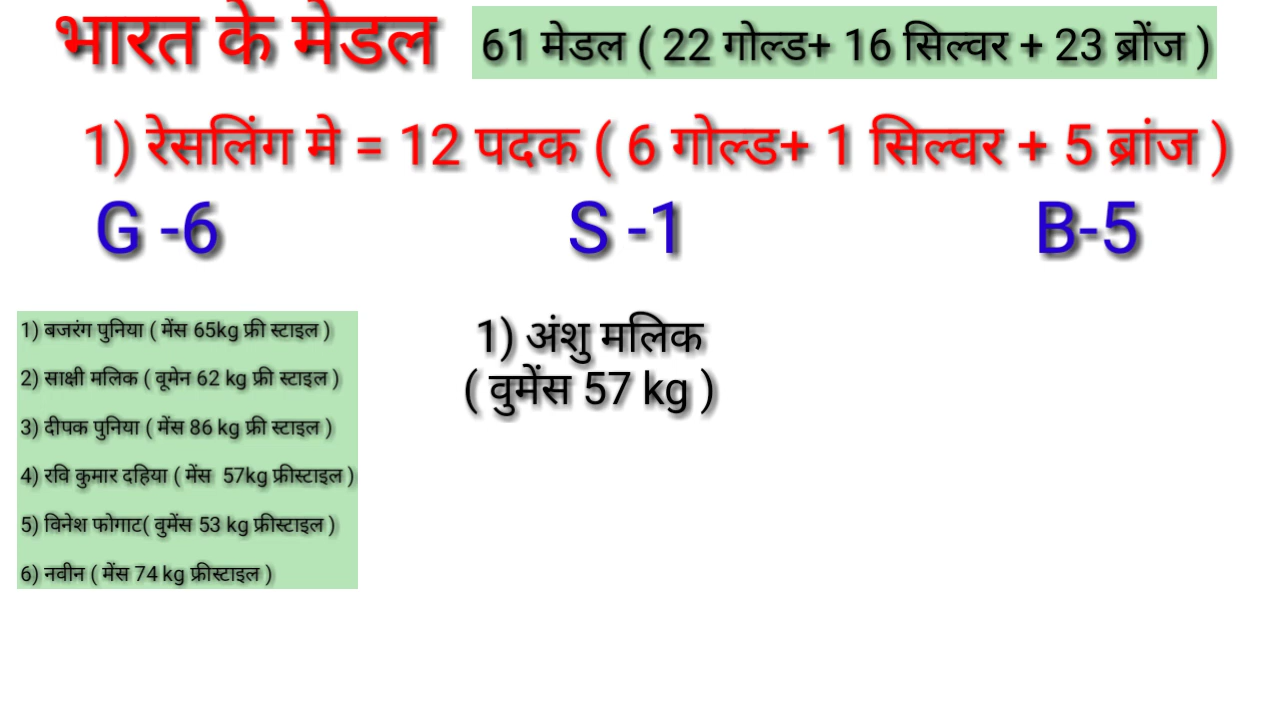 भारत के मेडल
61 मेडल ( 22 गोल्ड+ 16 सिल्वर + 23 ब्रोंज )
1) रेसलिंग मे = 12 पदक ( 6 गोल्ड+ 1 सिल्वर + 5 ब्रांज )
G -6
S -1
B-5
1) बजरंग पुनिया ( मेंस 65kg फ्री स्टाइल )
2) साक्षी मलिक ( वूमेन 62 kg फ्री स्टाइल )
3) दीपक पुनिया ( मेंस 86 kg फ्री स्टाइल )
4) रवि कुमार दहिया ( मेंस 57kg फ्रीस्टाइल )
5) विनेश फोगाट( वुमेंस 53 kg फ्रीस्टाइल )
6) नवीन ( मेंस 74 kg फ्रीस्टाइल )
1) अंशु मलिक
( वुमेंस 57 kg )